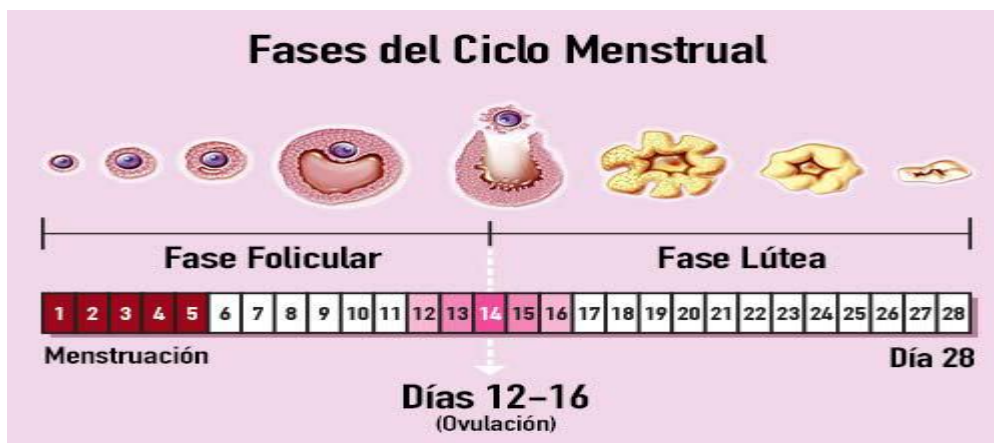 Fases del Ciclo Menstrual
Fase Folicular Fase Lútea
1 2 3 4 5 6 7 8 9 10 11 12 13 14 15 16 17 18 19 20 21 22 23 24 25 26 27 28
Menstruación Día 28
Días 12–16
(Ovulación)